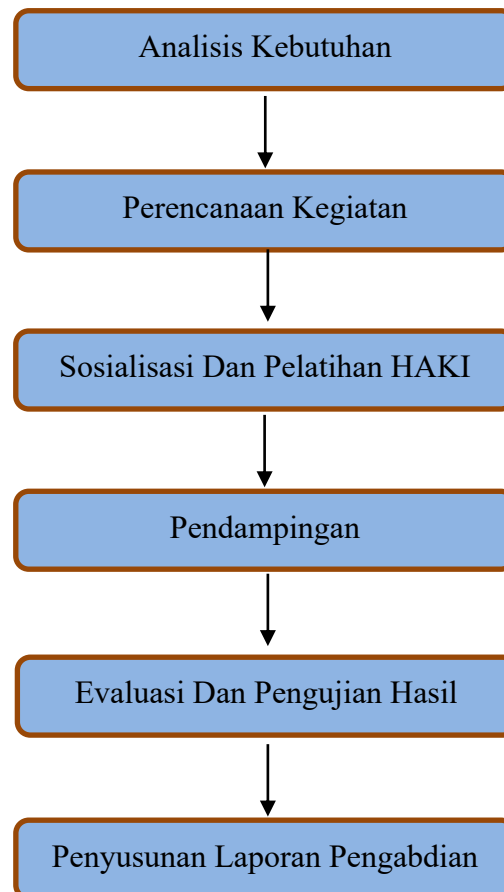 Analisis Kebutuhan
Perencanaan Kegiatan
Sosialisasi Dan Pelatihan HAKI
Pendampingan
Evaluasi Dan Pengujian Hasil
Penyusunan Laporan Pengabdian